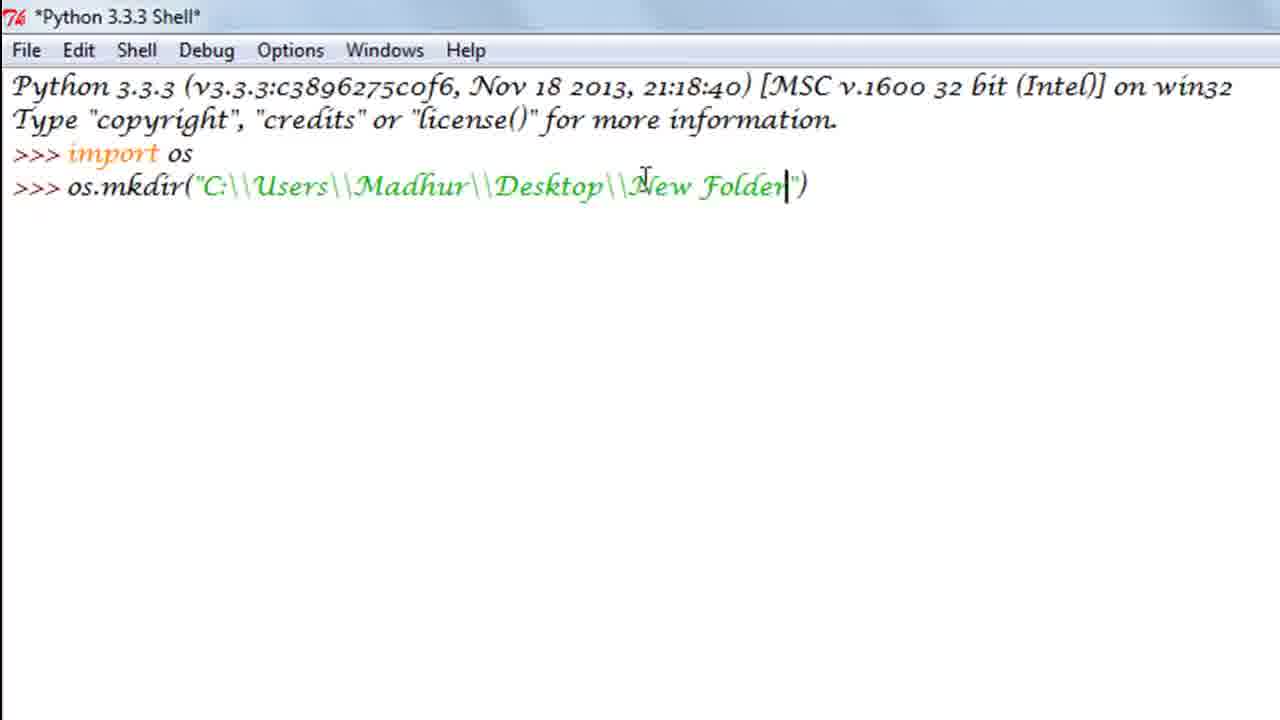 *Python 3.3.3 Shell*
File Edit Shell Debug Options Windows Help
Python 3.3.3 (v3.3.3:c3896275c0f6, Nov 18 2013, 21:18:40) [MSC v.1600 32 bit (Intel)] on win32
Type "copyright", "credits" or "license()" for more information.
>>> import os
>>> os.mkdir("C:\\Users\\Madhur\\Desktop\\New Folder")